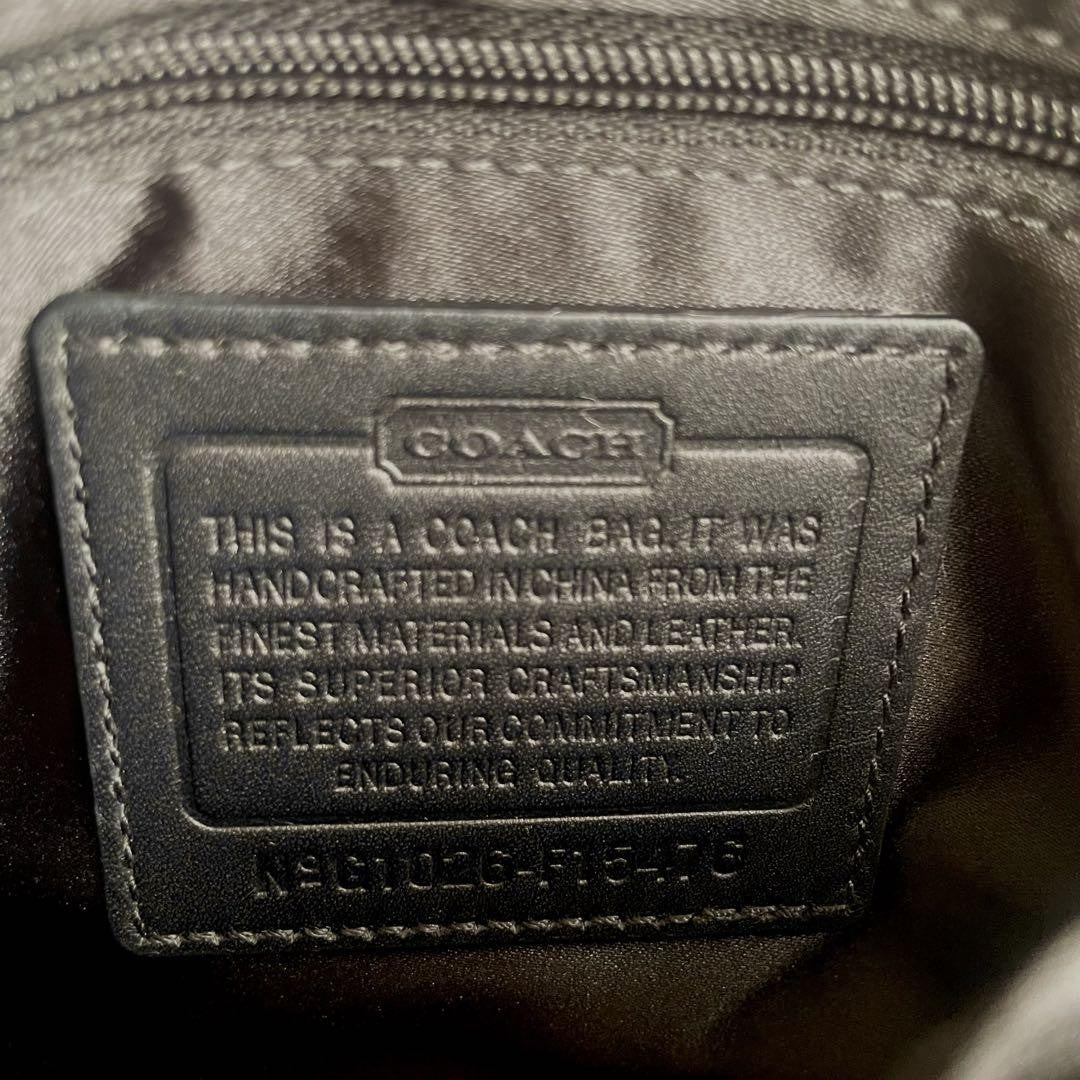 COACH
THIS IS A COACH BAG. IT WAS
HANDCRAFTED IN CHINA FROM THE
FINEST MATERIALS AND LEATHER.
ITS SUPERIOR CRAFTSMANSHIP
REFLECTS OUR COMMITMENT TO
ENDURING QUALITY.
Nº G1026-F15476